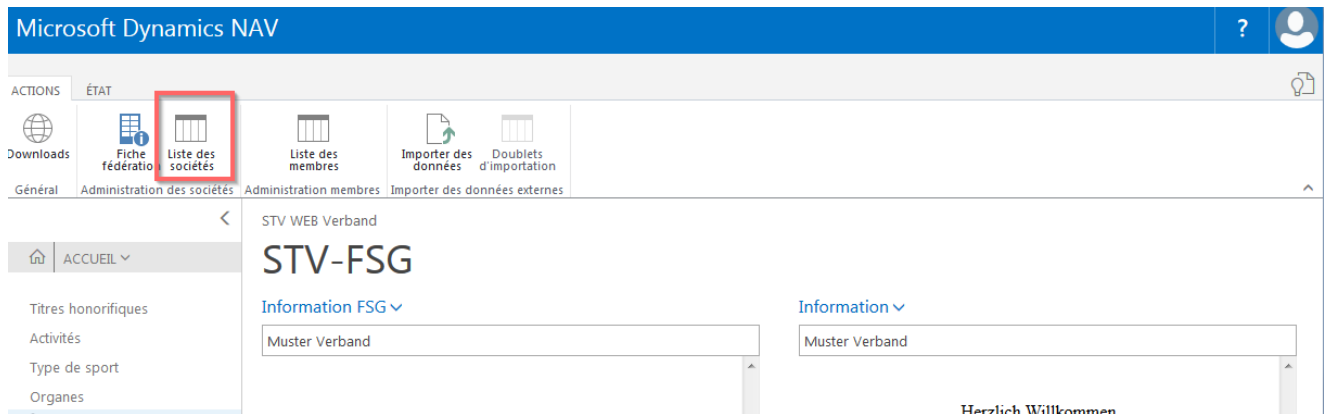 Microsoft Dynamics NAV
?
ACTIONS ÉTAT
Downloads
Fiche
fédération
Liste des
sociétés
Liste des
membres
Importer des
données
Doublets
d'importation
Général
Administration des sociétés
Administration membres
Importer des données externes
STV WEB Verband
ACCUEIL
STV-FSG
Titres honorifiques
Activités
Type de sport
Organes
Information FSG
Muster Verband
Information
Muster Verband
Herzlich Willkommen